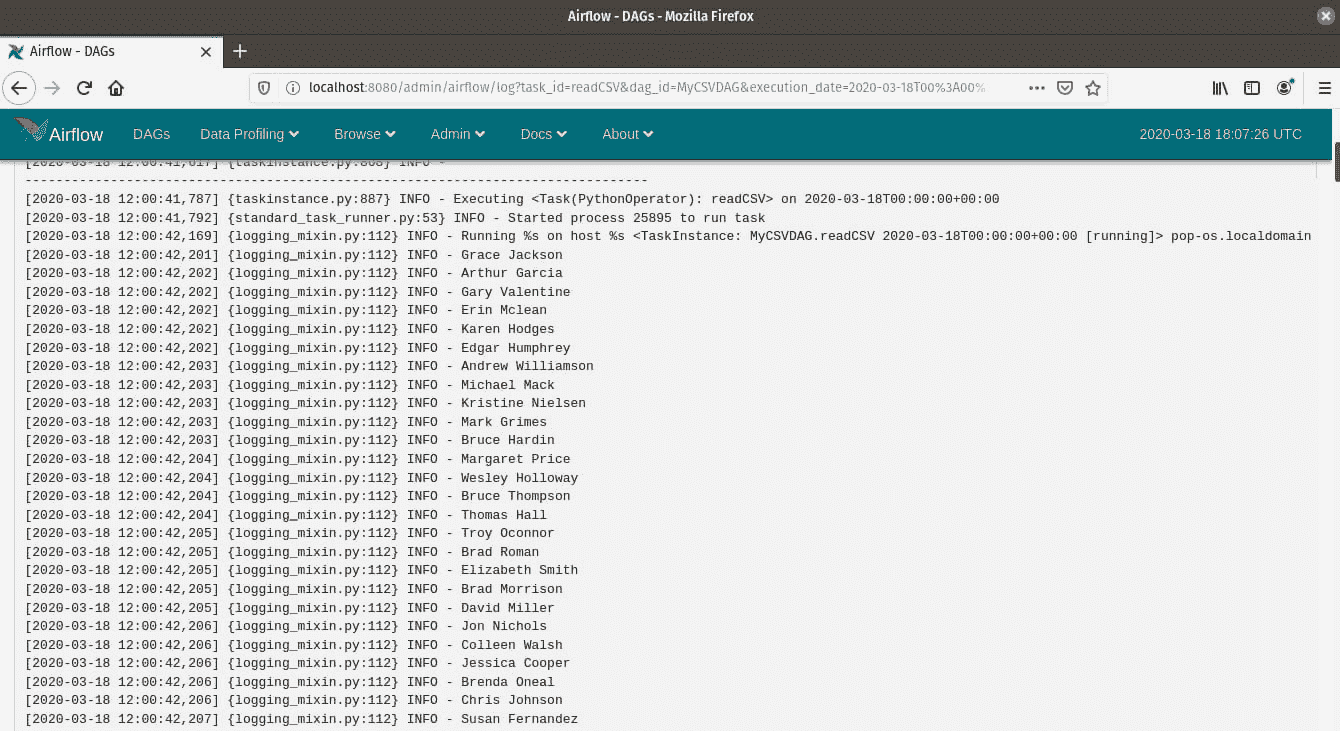 Airflow - DAGs - Mozilla Firefox
Airflow - DAGs
localhost:8080/admin/airflow/log?task_id=readCSV&dag_id=MyCSVDAG&execution_date=2020-03-18T00%3A00%
Airflow DAGs Data Profiling Browse Admin Docs About 2020-03-18 18:07:26 UTC
[2020-03-18 12:00:41,617] {taskinstance.py:868} INFO -
--------------------------------------------------------------------------------
[2020-03-18 12:00:41,787] {taskinstance.py:887} INFO - Executing <Task(PythonOperator): readCSV> on 2020-03-18T00:00:00+00:00
[2020-03-18 12:00:41,792] {standard_task_runner.py:53} INFO - Started process 25895 to run task
[2020-03-18 12:00:42,169] {logging_mixin.py:112} INFO - Running %s on host %s <TaskInstance: MyCSVDAG.readCSV 2020-03-18T00:00:00+00:00 [running]> pop-os.localdomain
[2020-03-18 12:00:42,201] {logging_mixin.py:112} INFO - Grace Jackson
[2020-03-18 12:00:42,202] {logging_mixin.py:112} INFO - Arthur Garcia
[2020-03-18 12:00:42,202] {logging_mixin.py:112} INFO - Gary Valentine
[2020-03-18 12:00:42,202] {logging_mixin.py:112} INFO - Erin Mclean
[2020-03-18 12:00:42,202] {logging_mixin.py:112} INFO - Karen Hodges
[2020-03-18 12:00:42,202] {logging_mixin.py:112} INFO - Edgar Humphrey
[2020-03-18 12:00:42,203] {logging_mixin.py:112} INFO - Andrew Williamson
[2020-03-18 12:00:42,203] {logging_mixin.py:112} INFO - Michael Mack
[2020-03-18 12:00:42,203] {logging_mixin.py:112} INFO - Kristine Nielsen
[2020-03-18 12:00:42,203] {logging_mixin.py:112} INFO - Mark Grimes
[2020-03-18 12:00:42,203] {logging_mixin.py:112} INFO - Bruce Hardin
[2020-03-18 12:00:42,204] {logging_mixin.py:112} INFO - Margaret Price
[2020-03-18 12:00:42,204] {logging_mixin.py:112} INFO - Wesley Holloway
[2020-03-18 12:00:42,204] {logging_mixin.py:112} INFO - Bruce Thompson
[2020-03-18 12:00:42,204] {logging_mixin.py:112} INFO - Thomas Hall
[2020-03-18 12:00:42,205] {logging_mixin.py:112} INFO - Troy Oconnor
[2020-03-18 12:00:42,205] {logging_mixin.py:112} INFO - Brad Roman
[2020-03-18 12:00:42,205] {logging_mixin.py:112} INFO - Elizabeth Smith
[2020-03-18 12:00:42,205] {logging_mixin.py:112} INFO - Brad Morrison
[2020-03-18 12:00:42,205] {logging_mixin.py:112} INFO - David Miller
[2020-03-18 12:00:42,206] {logging_mixin.py:112} INFO - Jon Nichols
[2020-03-18 12:00:42,206] {logging_mixin.py:112} INFO - Colleen Walsh
[2020-03-18 12:00:42,206] {logging_mixin.py:112} INFO - Jessica Cooper
[2020-03-18 12:00:42,206] {logging_mixin.py:112} INFO - Brenda Oneal
[2020-03-18 12:00:42,206] {logging_mixin.py:112} INFO - Chris Johnson
[2020-03-18 12:00:42,207] {logging_mixin.py:112} INFO - Susan Fernandez